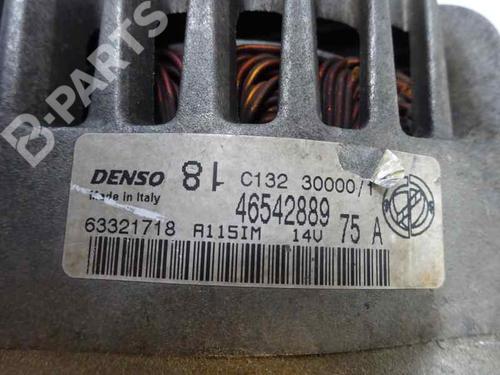 B-PARTS
DENSO 81 C132 30000/1
Made in Italy 46542889
63321718 A115IM 14V 75 A